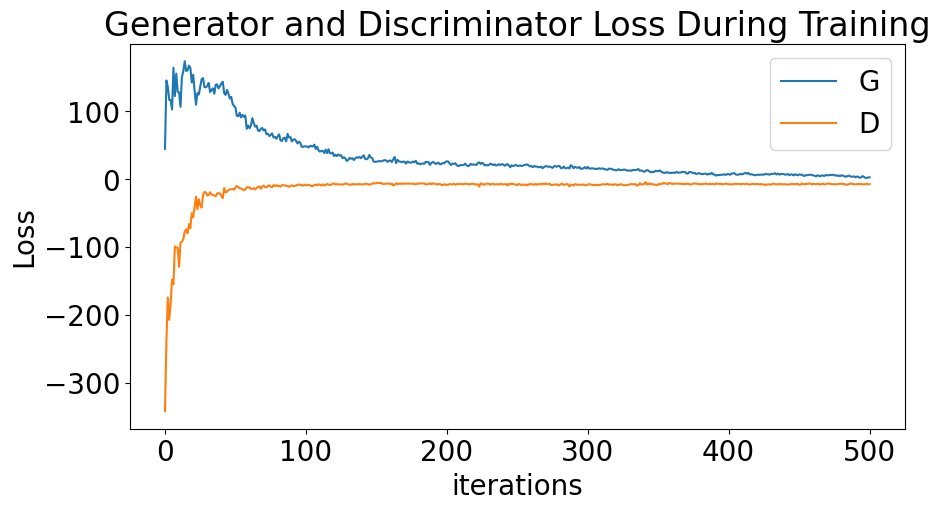 Generator and Discriminator Loss During Training
G
D
Loss
100
0
−100
−200
−300
0 100 200 300 400 500
iterations